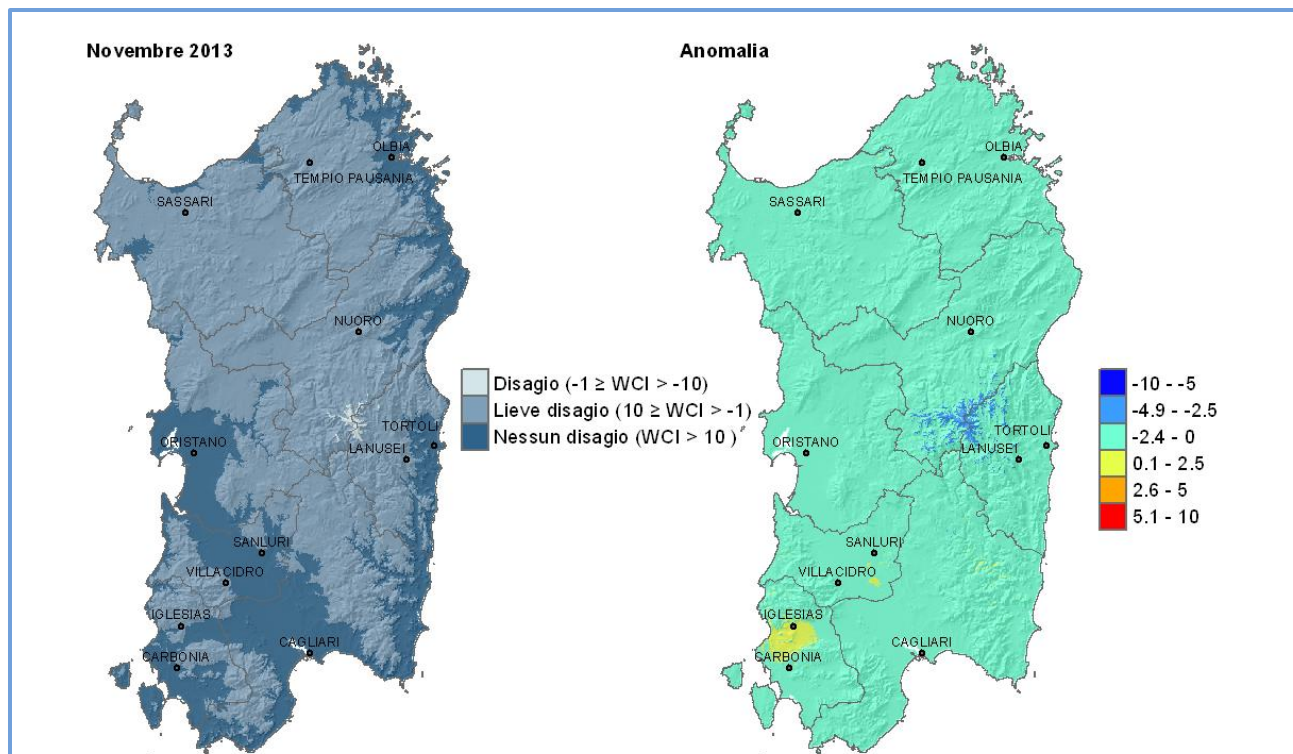 Novembre 2013
OLBIA
TEMPIO PAUSANIA
SASSARI
NUORO
Disagio (-1 ≥ WCI > -10)
Lieve disagio (10 ≥ WCI > -1)
Nessun disagio (WCI > 10 )
TORTOLI
ORISTANO
LANUSEI
SANLURI
VILLACIDRO
IGLESIAS
CAGLIARI
CARBONIA
Anomalia
OLBIA
TEMPIO PAUSANIA
SASSARI
NUORO
TORTOLI
ORISTANO
LANUSEI
SANLURI
VILLACIDRO
IGLESIAS
CAGLIARI
CARBONIA
-10 - -5
-4.9 - -2.5
-2.4 - 0
0.1 - 2.5
2.6 - 5
5.1 - 10